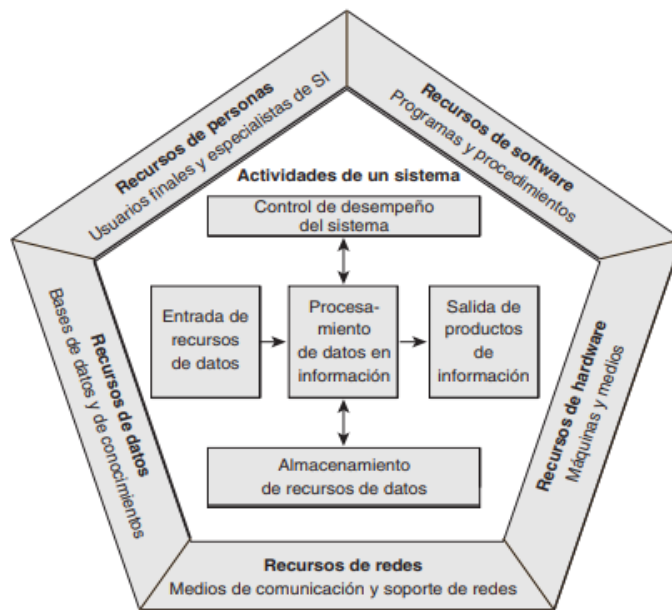 Recursos de personas
Usuarios finales y especialistas de SI
Recursos de software
Programas y procedimientos
Actividades de un sistema
Control de desempeño
del sistema
Entrada de
recursos
de datos
Procesa-
miento
de datos en
información
Salida de
productos
de
información
Almacenamiento
de recursos de datos
Recursos de datos
Bases de datos y de conocimientos
Recursos de hardware
Máquinas y medios
Recursos de redes
Medios de comunicación y soporte de redes